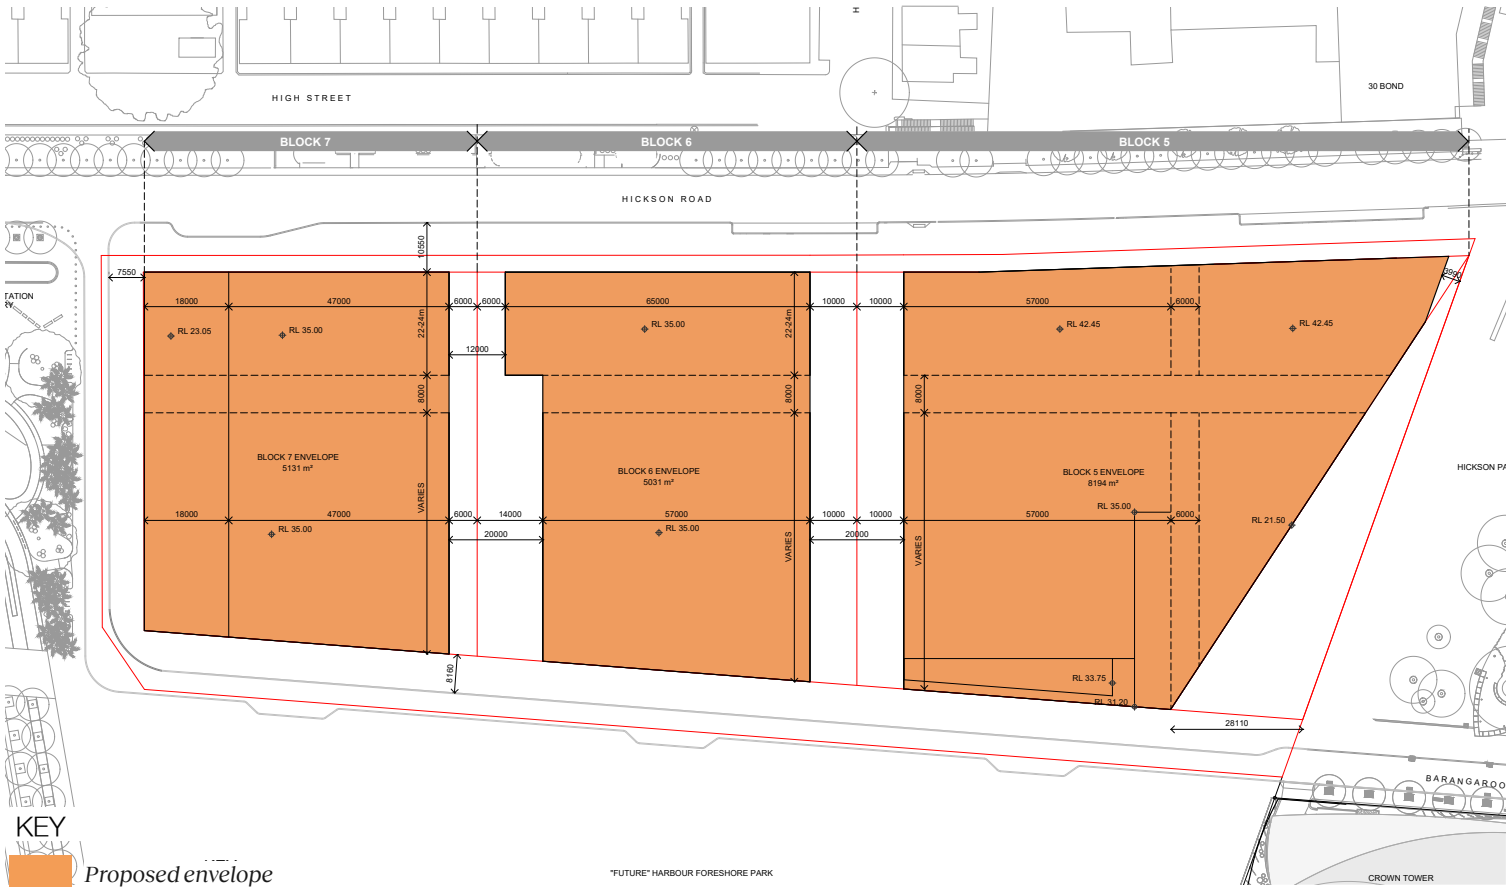 H
30 BOND
HIGH STREET
BLOCK 7
BLOCK 6
BLOCK 5
HICKSON ROAD
10550
7550
3990
18000
47000
6000
6000
65000
10000
10000
57000
6000
RL 23.05
RL 35.00
22-24m
RL 35.00
22-24m
RL 42.45
RL 42.45
12000
8000
8000
8000
BLOCK 7 ENVELOPE
5131 m²
BLOCK 6 ENVELOPE
5031 m²
BLOCK 5 ENVELOPE
8194 m²
HICKSON PA
VARIES
RL 35.00
18000
47000
6000
14000
57000
10000
10000
57000
6000
RL 21.50
RL 35.00
20000
RL 35.00
VARIES
20000
VARIES
8160
RL 33.75
RL 31.20
28110
BARANGAROO
KEY
Proposed envelope
"FUTURE" HARBOUR FORESHORE PARK
CROWN TOWER